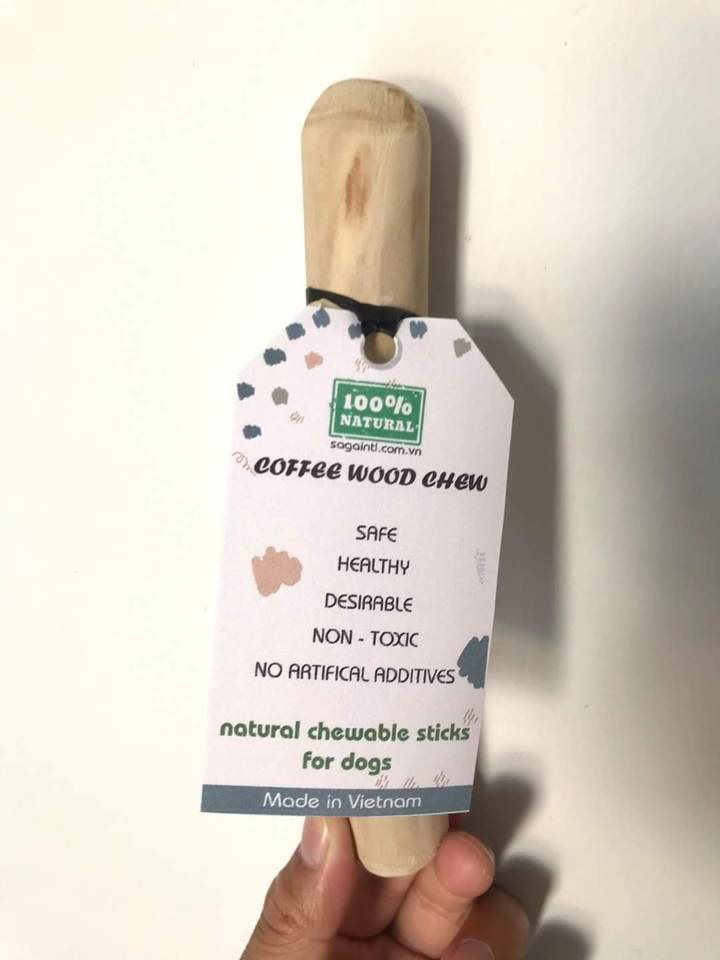 100%
NATURAL
sagaintl.com.vn
COFFEE WOOD CHEW
SAFE
HEALTHY
DESIRABLE
NON - TOXIC
NO ARTIFICAL ADDITIVES
natural chewable sticks
for dogs
Made in Vietnam